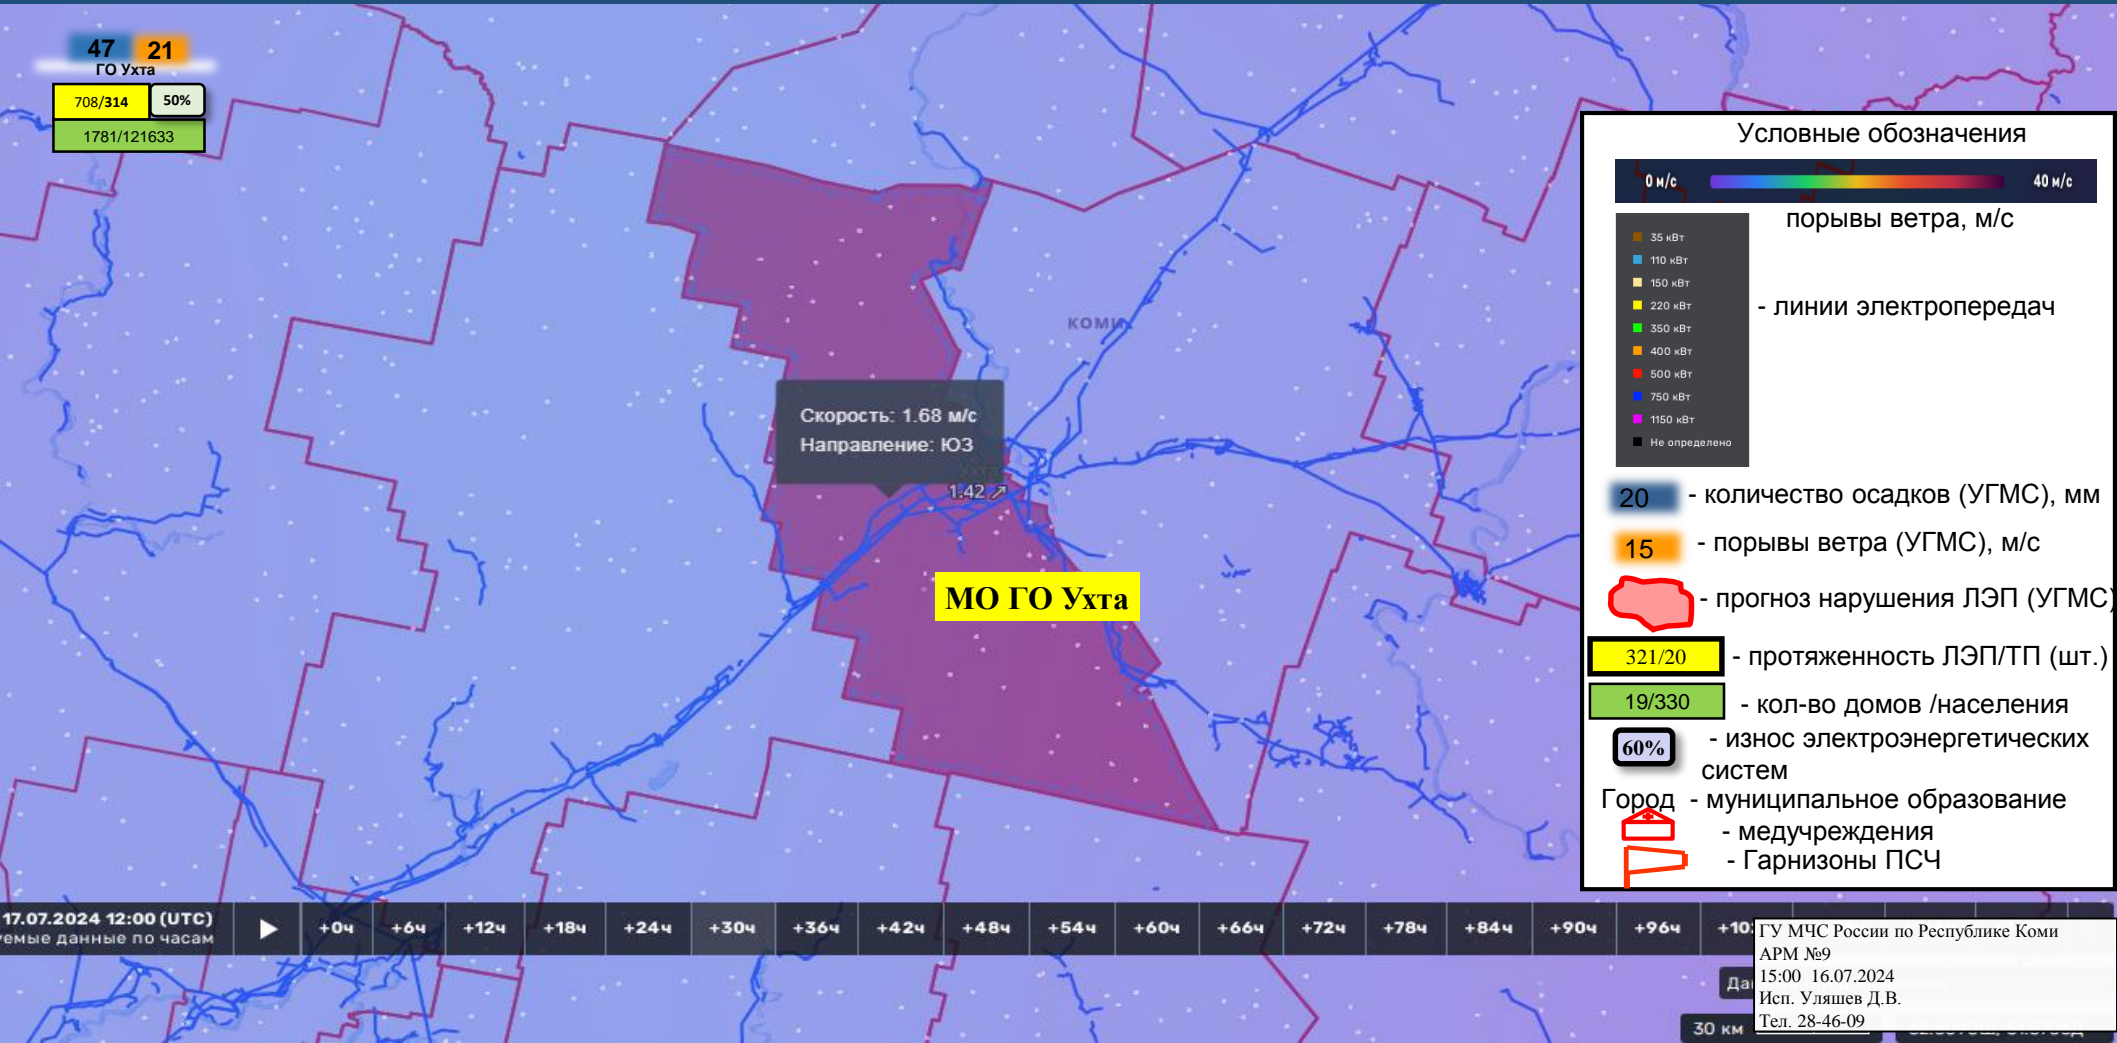 47 21
ГО Ухта
708/314 50%
1781/121633
КОМИ
Скорость: 1.68 м/с
Направление: ЮЗ
Ухта
1.42
МО ГО Ухта
Условные обозначения
0 м/с 40 м/с
порывы ветра, м/с
35 кВт
110 кВт
150 кВт
220 кВт
350 кВт
400 кВт
500 кВт
750 кВт
1150 кВт
Не определено
- линии электропередач
20 - количество осадков (УГМС), мм
15 - порывы ветра (УГМС), м/с
- прогноз нарушения ЛЭП (УГМС)
321/20 - протяженность ЛЭП/ТП (шт.)
19/330 - кол-во домов /населения
60% - износ электроэнергетических
систем
Город - муниципальное образование
- медучреждения
- Гарнизоны ПСЧ
17.07.2024 12:00 (UTC)
данные по часам
+0ч +6ч +12ч +18ч +24ч +30ч +36ч +42ч +48ч +54ч +60ч +66ч +72ч +78ч +84ч +90ч +96ч
ГУ МЧС России по Республике Коми
АРМ №9
15:00 16.07.2024
Исп. Уляшев Д.В.
Тел. 28-46-09
30 км